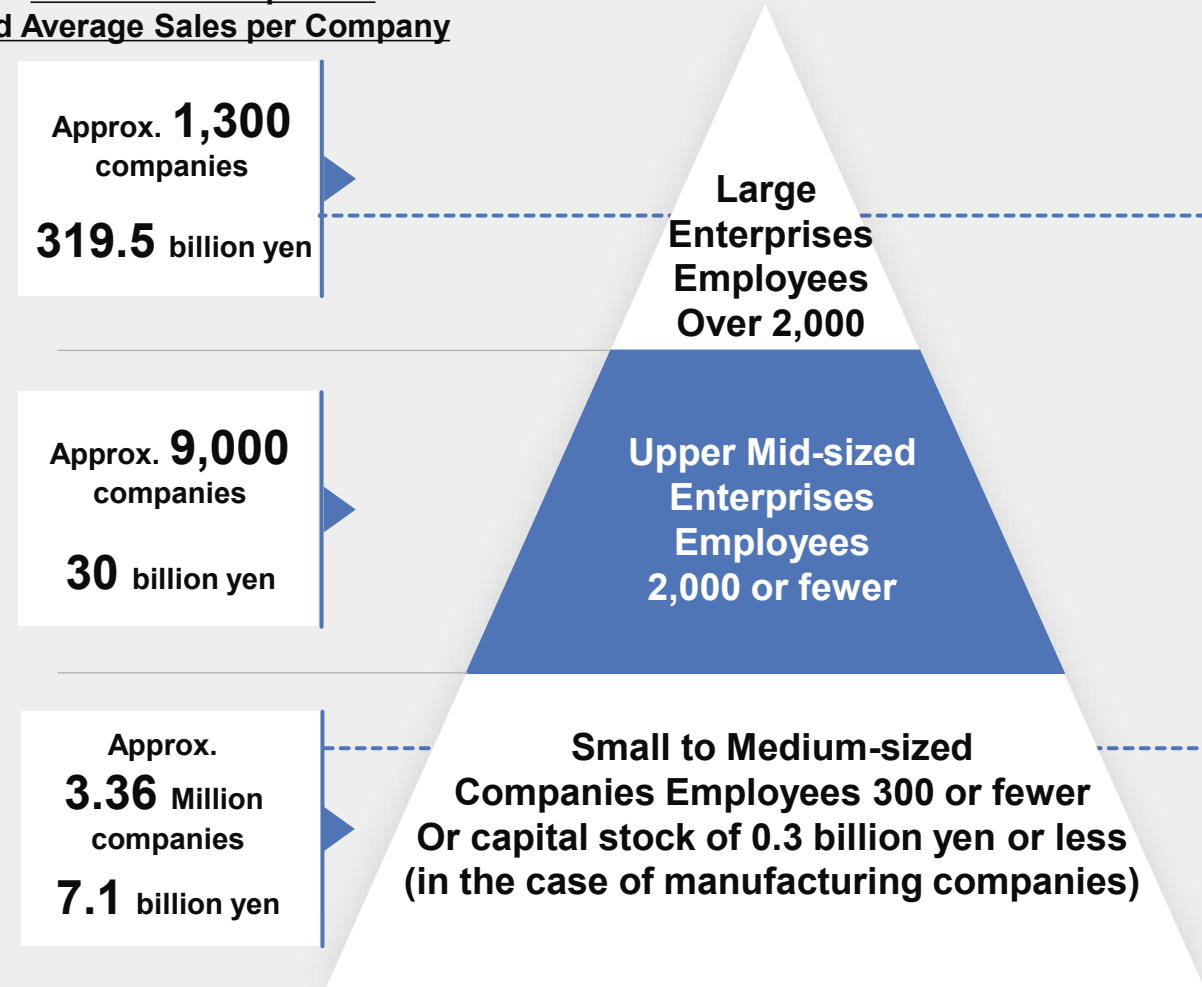 Average Sales per Company
Approx. 1,300
companies
319.5 billion yen
Large
Enterprises
Employees
Over 2,000
Approx. 9,000
companies
30 billion yen
Upper Mid-sized
Enterprises
Employees
2,000 or fewer
Approx.
3.36 Million
companies
7.1 billion yen
Small to Medium-sized
Companies Employees 300 or fewer
Or capital stock of 0.3 billion yen or less
(in the case of manufacturing companies)